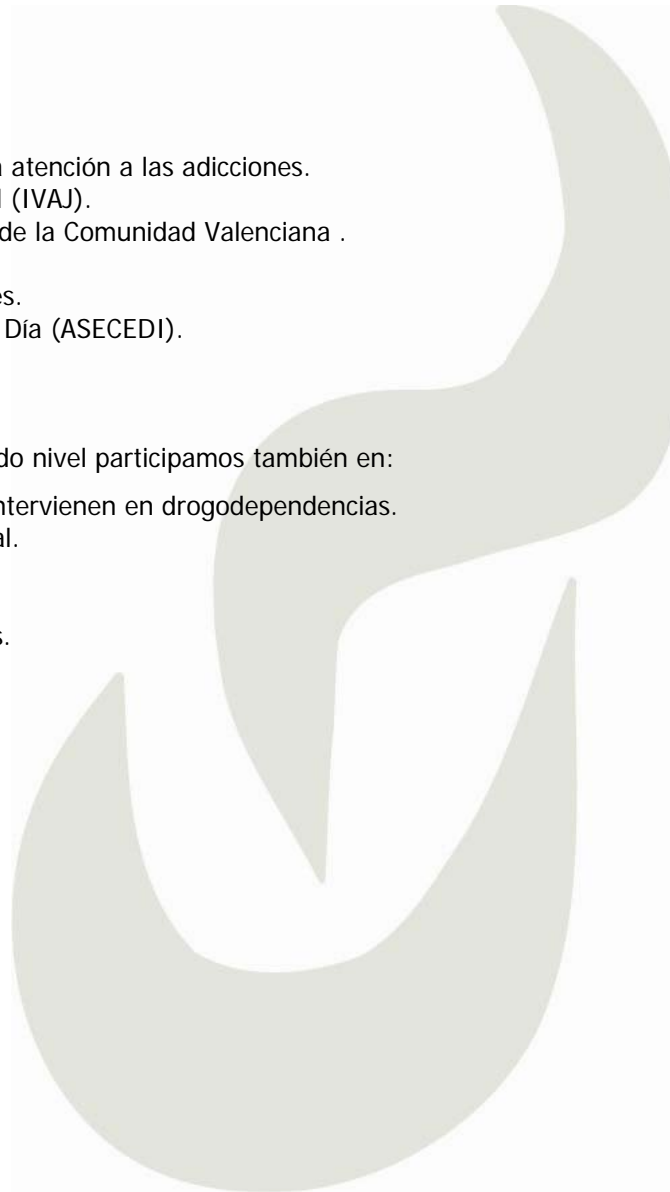 atención a las adicciones.
(IVAJ).
de la Comunidad Valenciana .
Día (ASECEDI).
do nivel participamos también en:
ntervienen en drogodependencias.
al.
s.